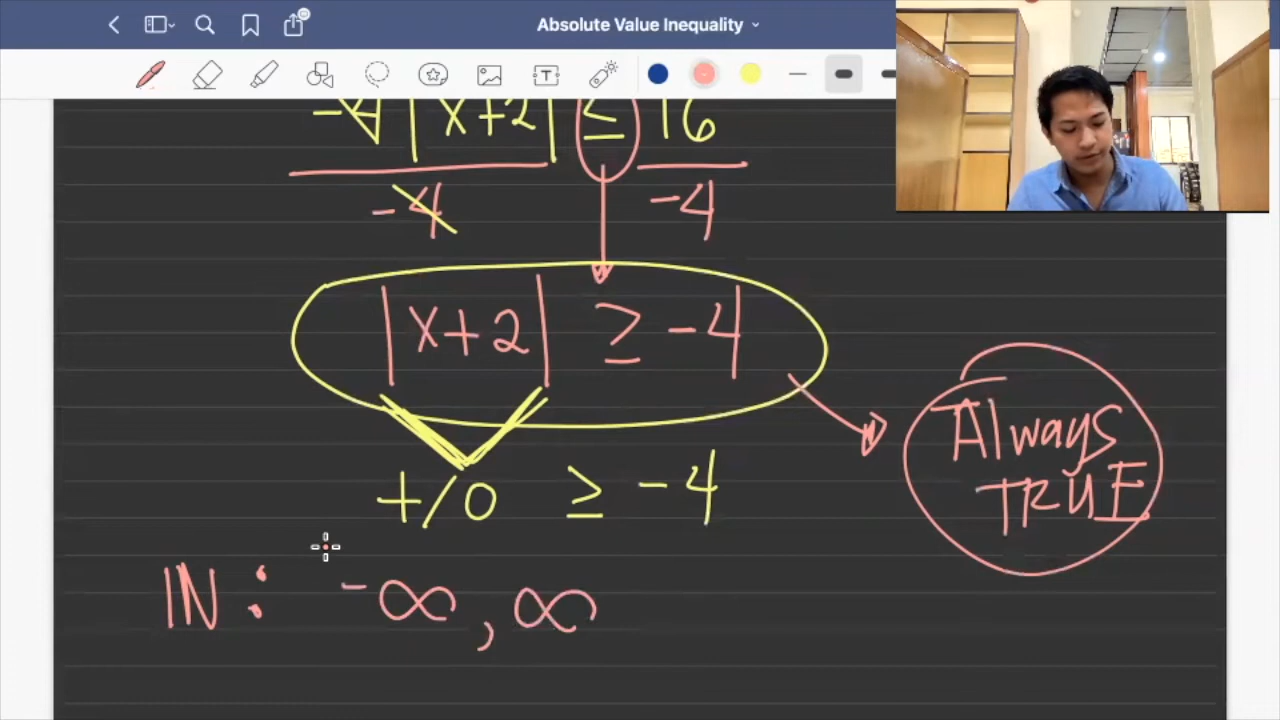 Absolute Value Inequality
-4|x+2| ≤ 16
-4 -4
|x+2| ≥ -4
Always
TRUE
+/0 ≥ -4
IN: -∞, ∞